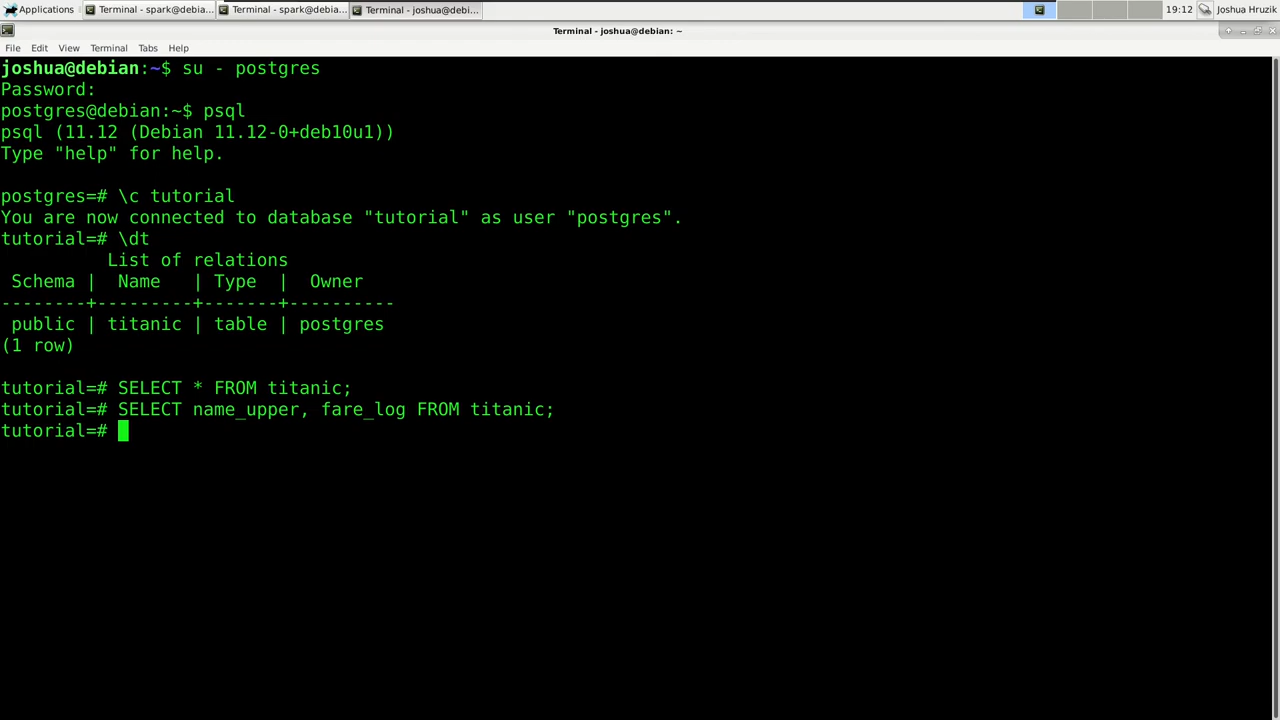 Applications Terminal - spark@debia... Terminal - spark@debia... Terminal - joshua@debi... 19:12 Joshua Hruzik
Terminal - joshua@debian: ~
File Edit View Terminal Tabs Help
joshua@debian:~$ su - postgres
Password:
postgres@debian:~$ psql
psql (11.12 (Debian 11.12-0+deb10u1))
Type "help" for help.
postgres=# \c tutorial
You are now connected to database "tutorial" as user "postgres".
tutorial=# \dt
List of relations
Schema | Name | Type | Owner
--------+---------+-------+----------
public | titanic | table | postgres
(1 row)
tutorial=# SELECT * FROM titanic;
tutorial=# SELECT name_upper, fare_log FROM titanic;
tutorial=#